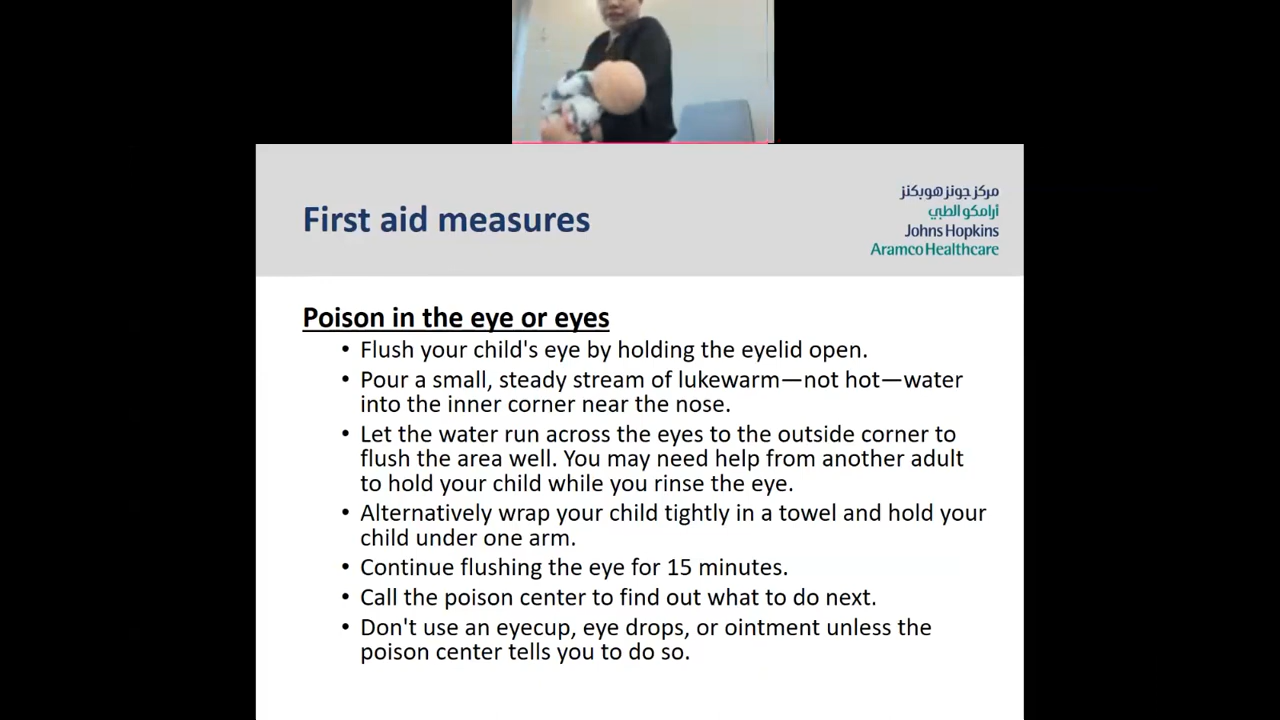 First aid measures
مركز جونز هوبكنز
أرامكو الطبي
Johns Hopkins
Aramco Healthcare
Poison in the eye or eyes
• Flush your child's eye by holding the eyelid open.
• Pour a small, steady stream of lukewarm—not hot—water
into the inner corner near the nose.
• Let the water run across the eyes to the outside corner to
flush the area well. You may need help from another adult
to hold your child while you rinse the eye.
• Alternatively wrap your child tightly in a towel and hold your
child under one arm.
• Continue flushing the eye for 15 minutes.
• Call the poison center to find out what to do next.
• Don't use an eyecup, eye drops, or ointment unless the
poison center tells you to do so.